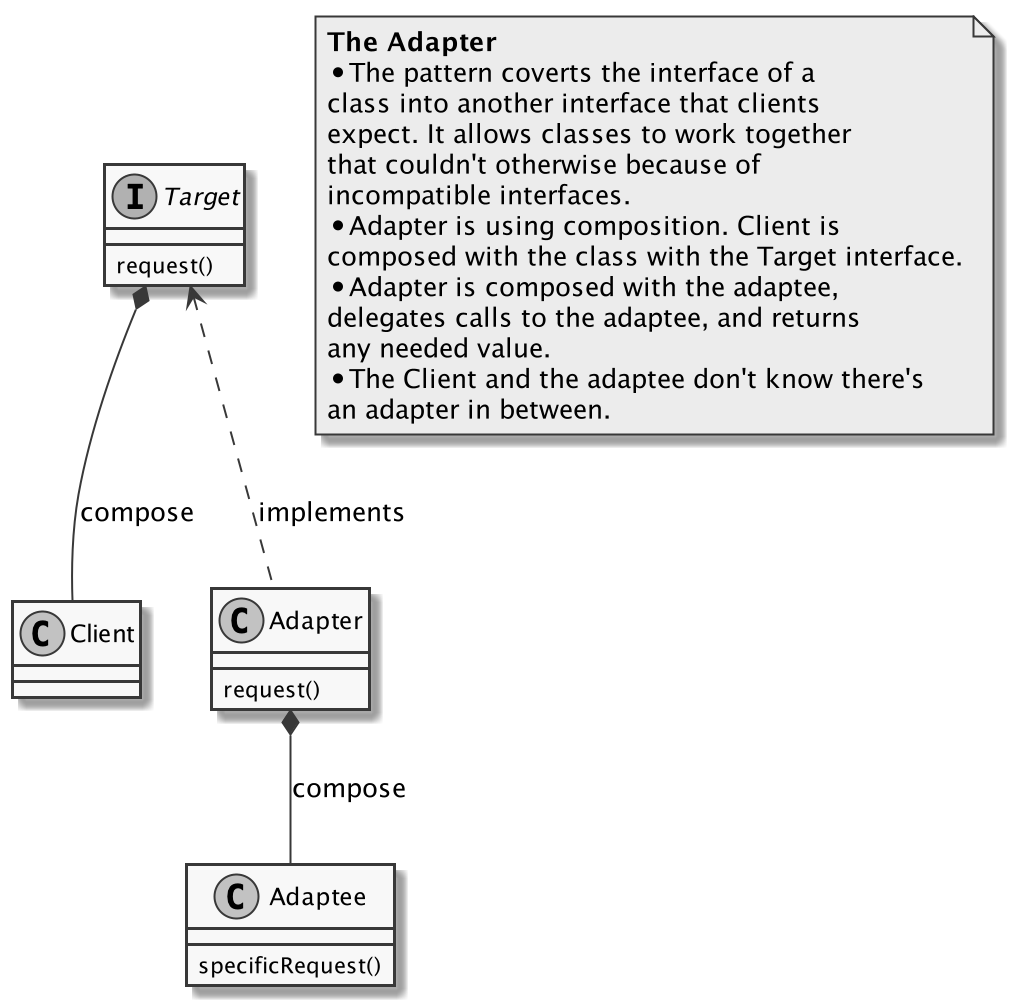 The Adapter
•The pattern coverts the interface of a
class into another interface that clients
expect. It allows classes to work together
that couldn't otherwise because of
incompatible interfaces.
•Adapter is using composition. Client is
composed with the class with the Target interface.
•Adapter is composed with the adaptee,
delegates calls to the adaptee, and returns
any needed value.
•The Client and the adaptee don't know there's
an adapter in between.
I Target
request()
compose
implements
C Client
C Adapter
request()
compose
C Adaptee
specificRequest()